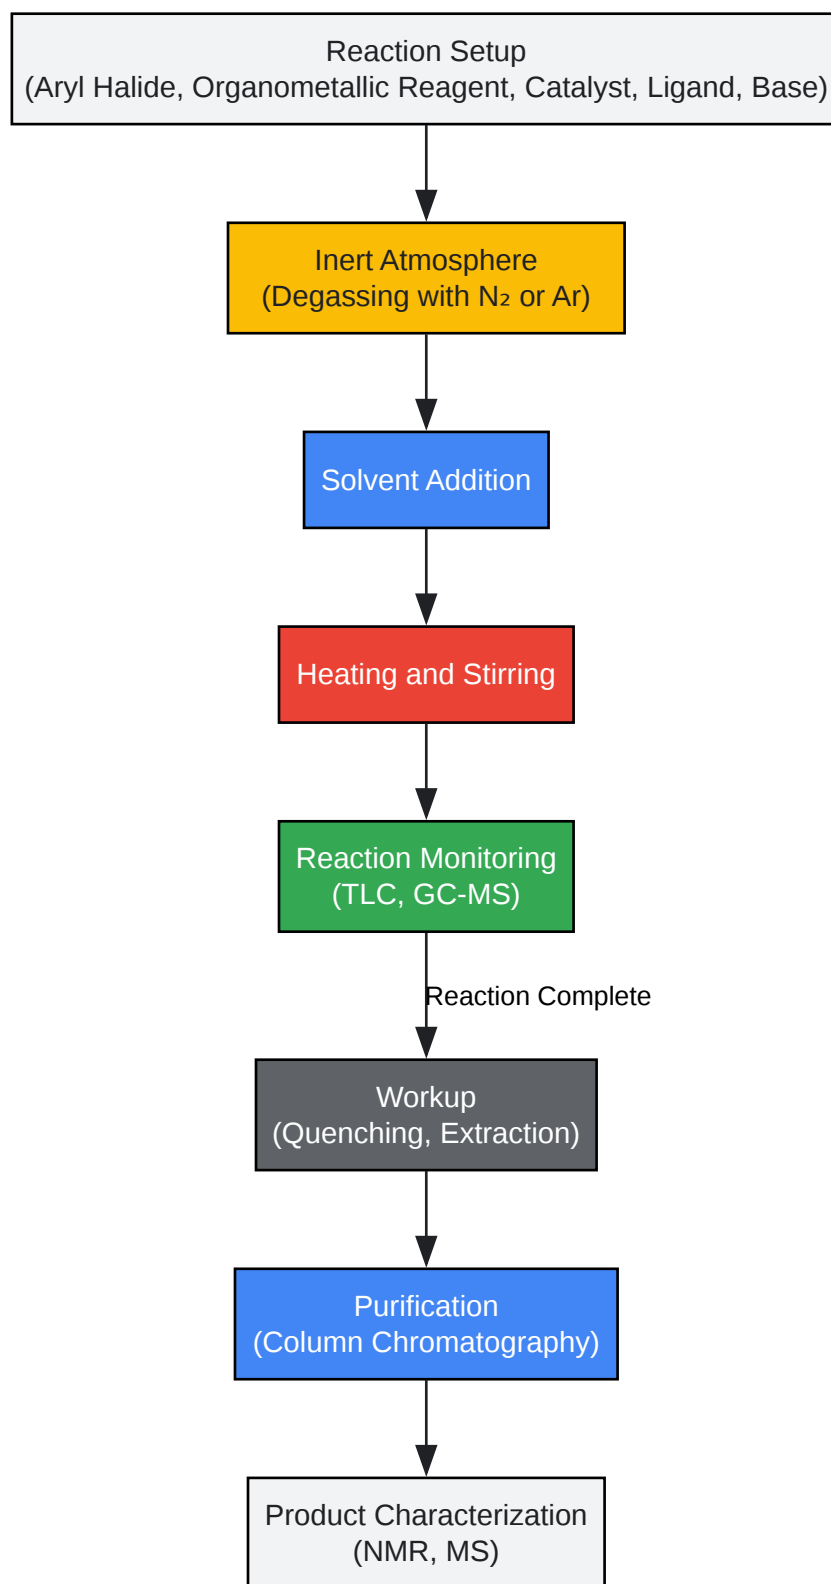 Reaction Setup
(Aryl Halide, Organometallic Reagent, Catalyst, Ligand, Base)
Inert Atmosphere
(Degassing with N₂ or Ar)
Solvent Addition
Heating and Stirring
Reaction Monitoring
(TLC, GC-MS)
Reaction Complete
Workup
(Quenching, Extraction)
Purification
(Column Chromatography)
Product Characterization
(NMR, MS)